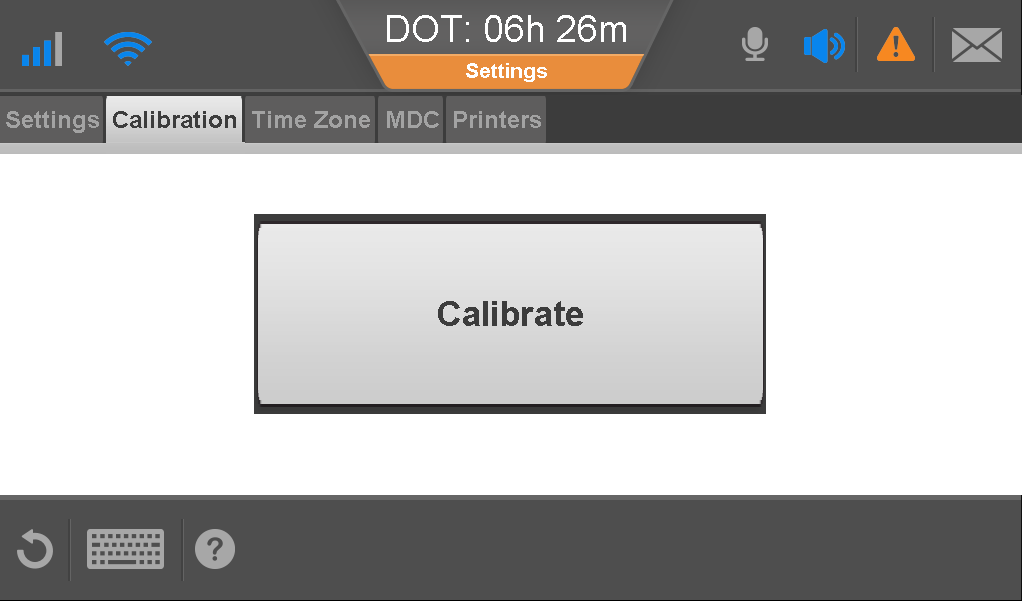 DOT: 06h 26m
Settings
Settings Calibration Time Zone MDC Printers
Calibrate
?